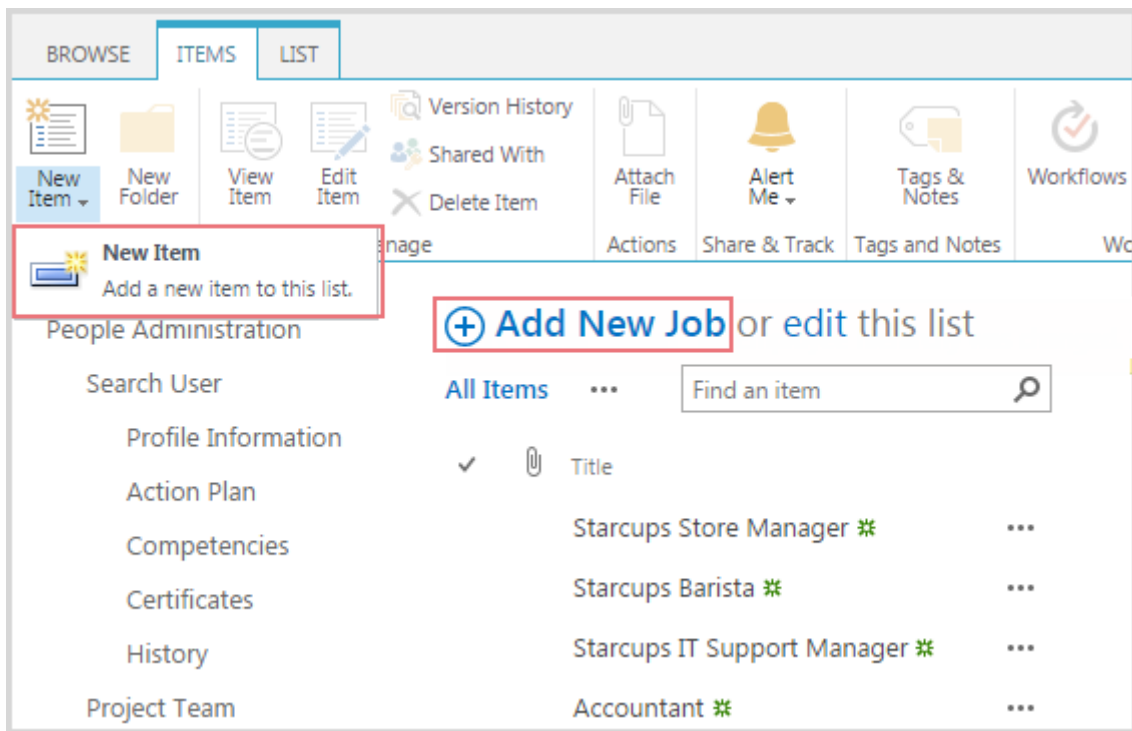 BROWSE ITEMS LIST
New Item
New Folder
View Item
Edit Item
Version History
Shared With
Delete Item
Attach File
Alert Me
Tags & Notes
Workflows
nage
Actions
Share & Track
Tags and Notes
Wo
New Item
Add a new item to this list.
People Administration
Search User
Profile Information
Action Plan
Competencies
Certificates
History
Project Team
Add New Job or edit this list
All Items ••• Find an item
Title
Starcups Store Manager •••
Starcups Barista •••
Starcups IT Support Manager •••
Accountant •••